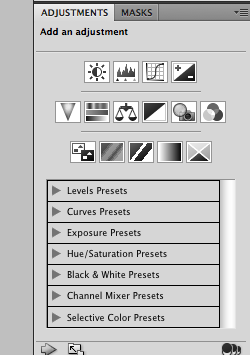 ADJUSTMENTS MASKS
Add an adjustment
Levels Presets
Curves Presets
Exposure Presets
Hue/Saturation Presets
Black & White Presets
Channel Mixer Presets
Selective Color Presets